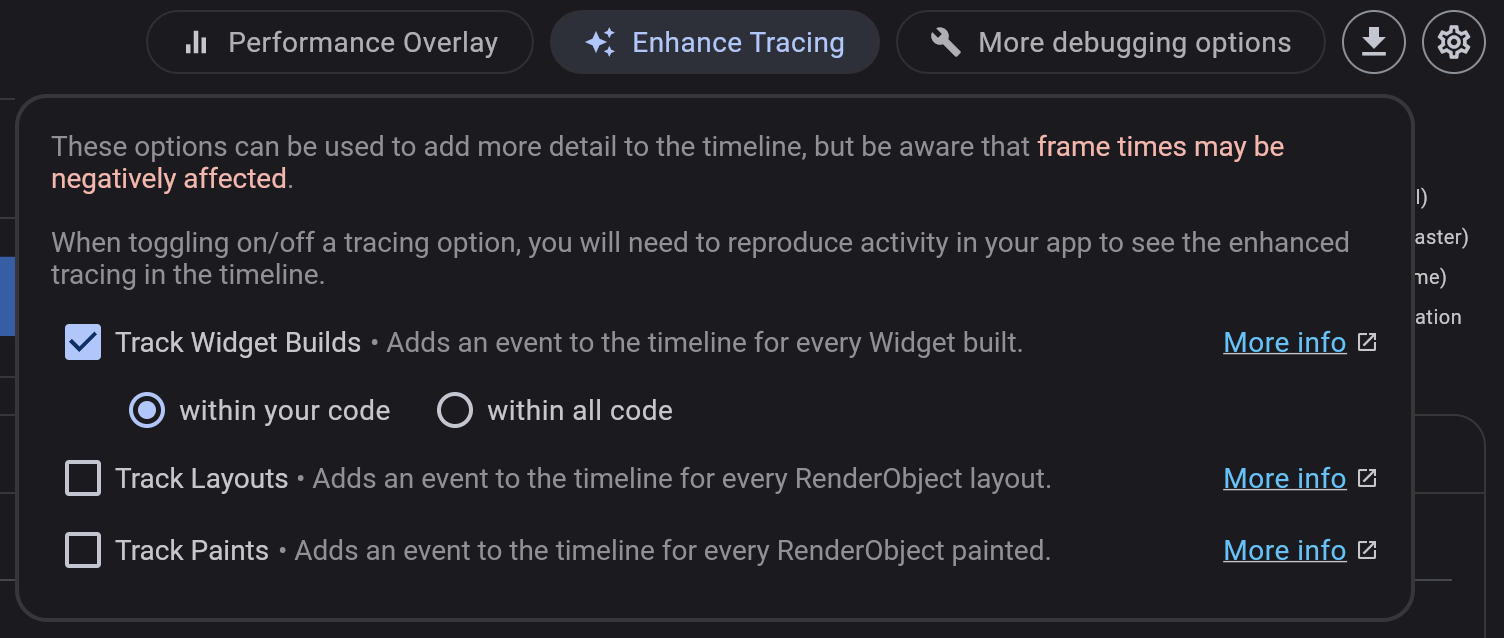 Performance Overlay
Enhance Tracing
More debugging options
These options can be used to add more detail to the timeline, but be aware that frame times may be
negatively affected.
When toggling on/off a tracing option, you will need to reproduce activity in your app to see the enhanced
tracing in the timeline.
Track Widget Builds • Adds an event to the timeline for every Widget built. More info
within your code within all code
Track Layouts • Adds an event to the timeline for every RenderObject layout. More info
Track Paints • Adds an event to the timeline for every RenderObject painted. More info